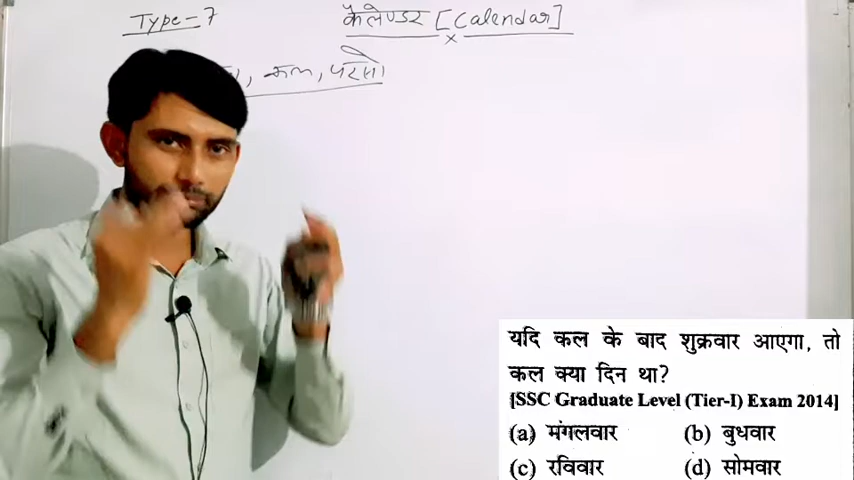 Type-7
कैलेण्डर [Calendar]
x
, कल, परसो
यदि कल के बाद शुक्रवार आएगा, तो
कल क्या दिन था?
[SSC Graduate Level (Tier-I) Exam 2014]
(a) मंगलवार (b) बुधवार
(c) रविवार (d) सोमवार